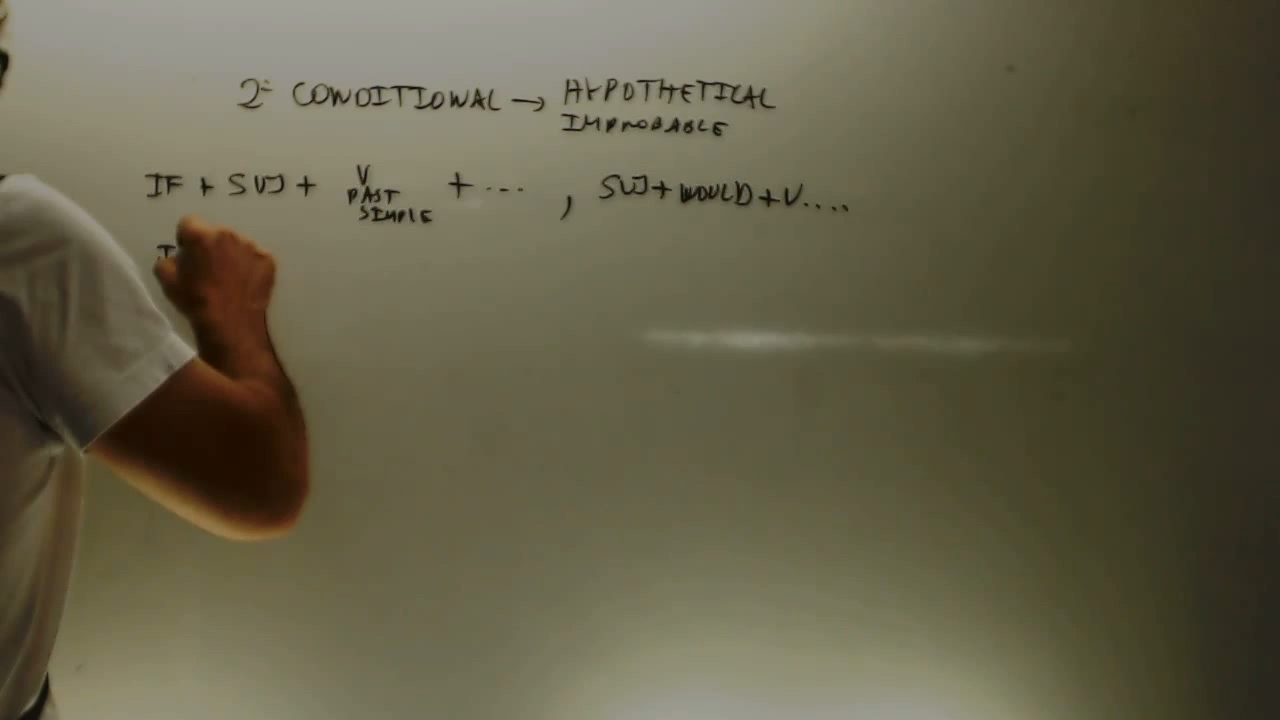 2º CONDITIONAL → HYPOTHETICAL
IMPROBABLE
IF + SUJ + V PAST SIMPLE + ... , SUJ + WOULD + V....
I